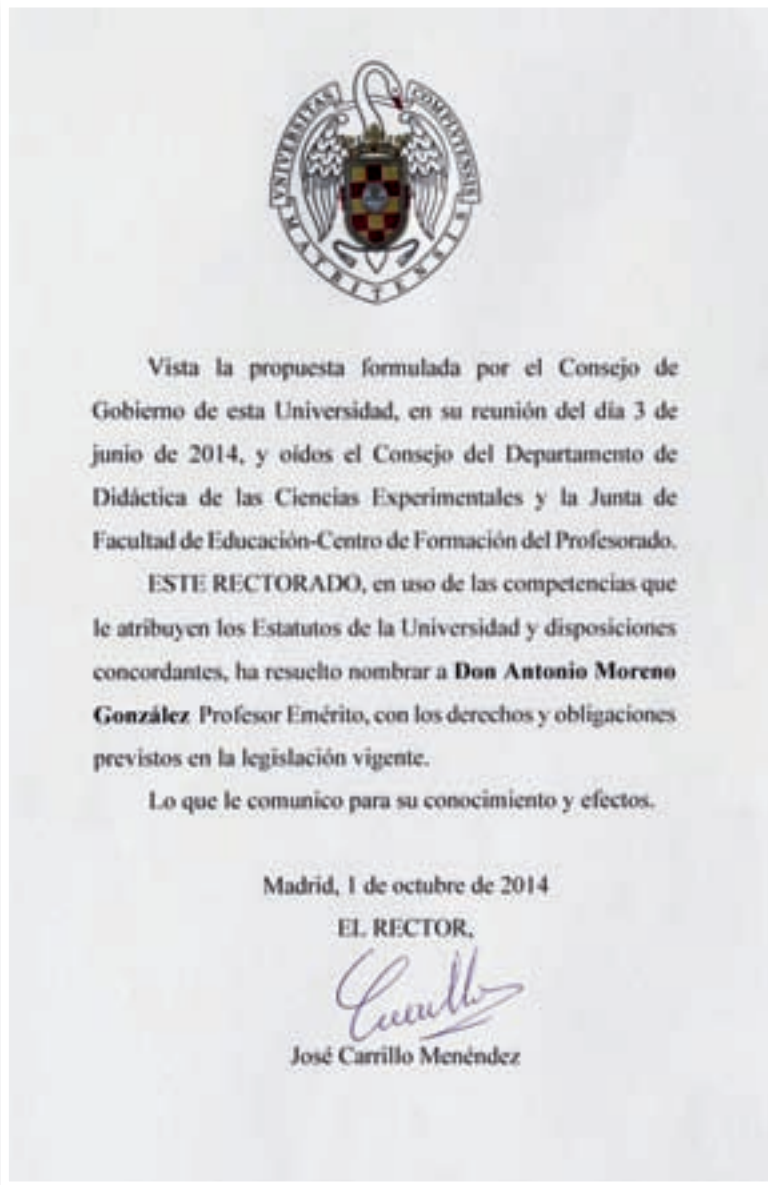 VNIVERSITAS COMPLVTENSIS
MATRITENSIS
Vista la propuesta formulada por el Consejo de
Gobierno de esta Universidad, en su reunión del día 3 de
junio de 2014, y oídos el Consejo del Departamento de
Didáctica de las Ciencias Experimentales y la Junta de
Facultad de Educación-Centro de Formación del Profesorado.
ESTE RECTORADO, en uso de las competencias que
le atribuyen los Estatutos de la Universidad y disposiciones
concordantes, ha resuelto nombrar a Don Antonio Moreno
González Profesor Emérito, con los derechos y obligaciones
previstos en la legislación vigente.
Lo que le comunico para su conocimiento y efectos.
Madrid, 1 de octubre de 2014
EL RECTOR,
Carrillo
José Carrillo Menéndez